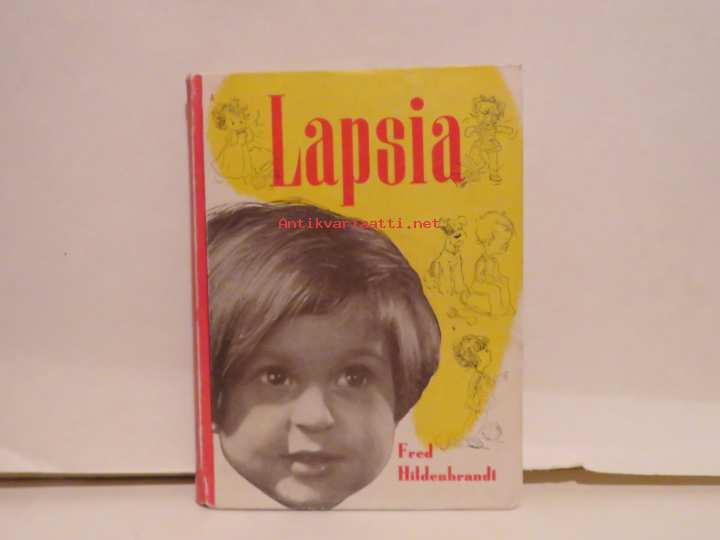 Lapsia
Antikvariaatti.net
Fred
Hildenbrandt